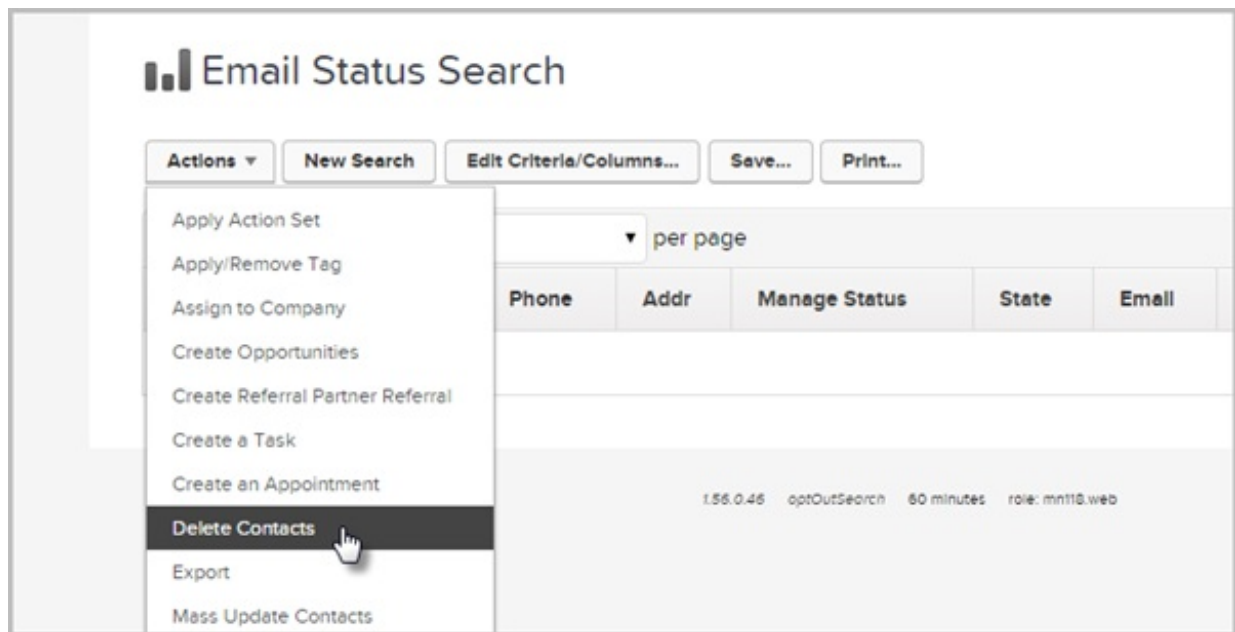 Email Status Search
Actions ▼ New Search Edit Criteria/Columns... Save... Print...
Apply Action Set
▼ per page
Apply/Remove Tag
Phone Addr Manage Status State Email
Assign to Company
Create Opportunities
Create Referral Partner Referral
Create a Task
Create an Appointment
1.56.0.46 optOutSearch 60 minutes role: mn118.web
Delete Contacts
Export
Mass Update Contacts